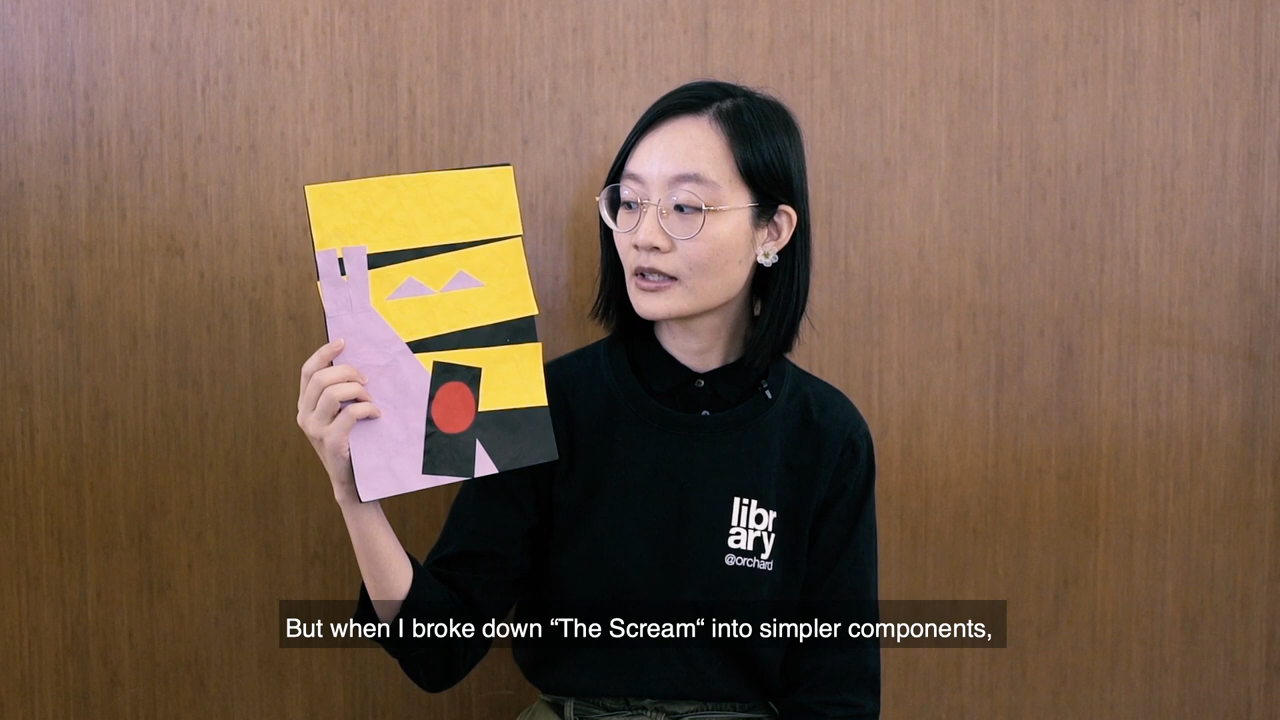 libr
ary
@orchard
But when I broke down “The Scream“ into simpler components,